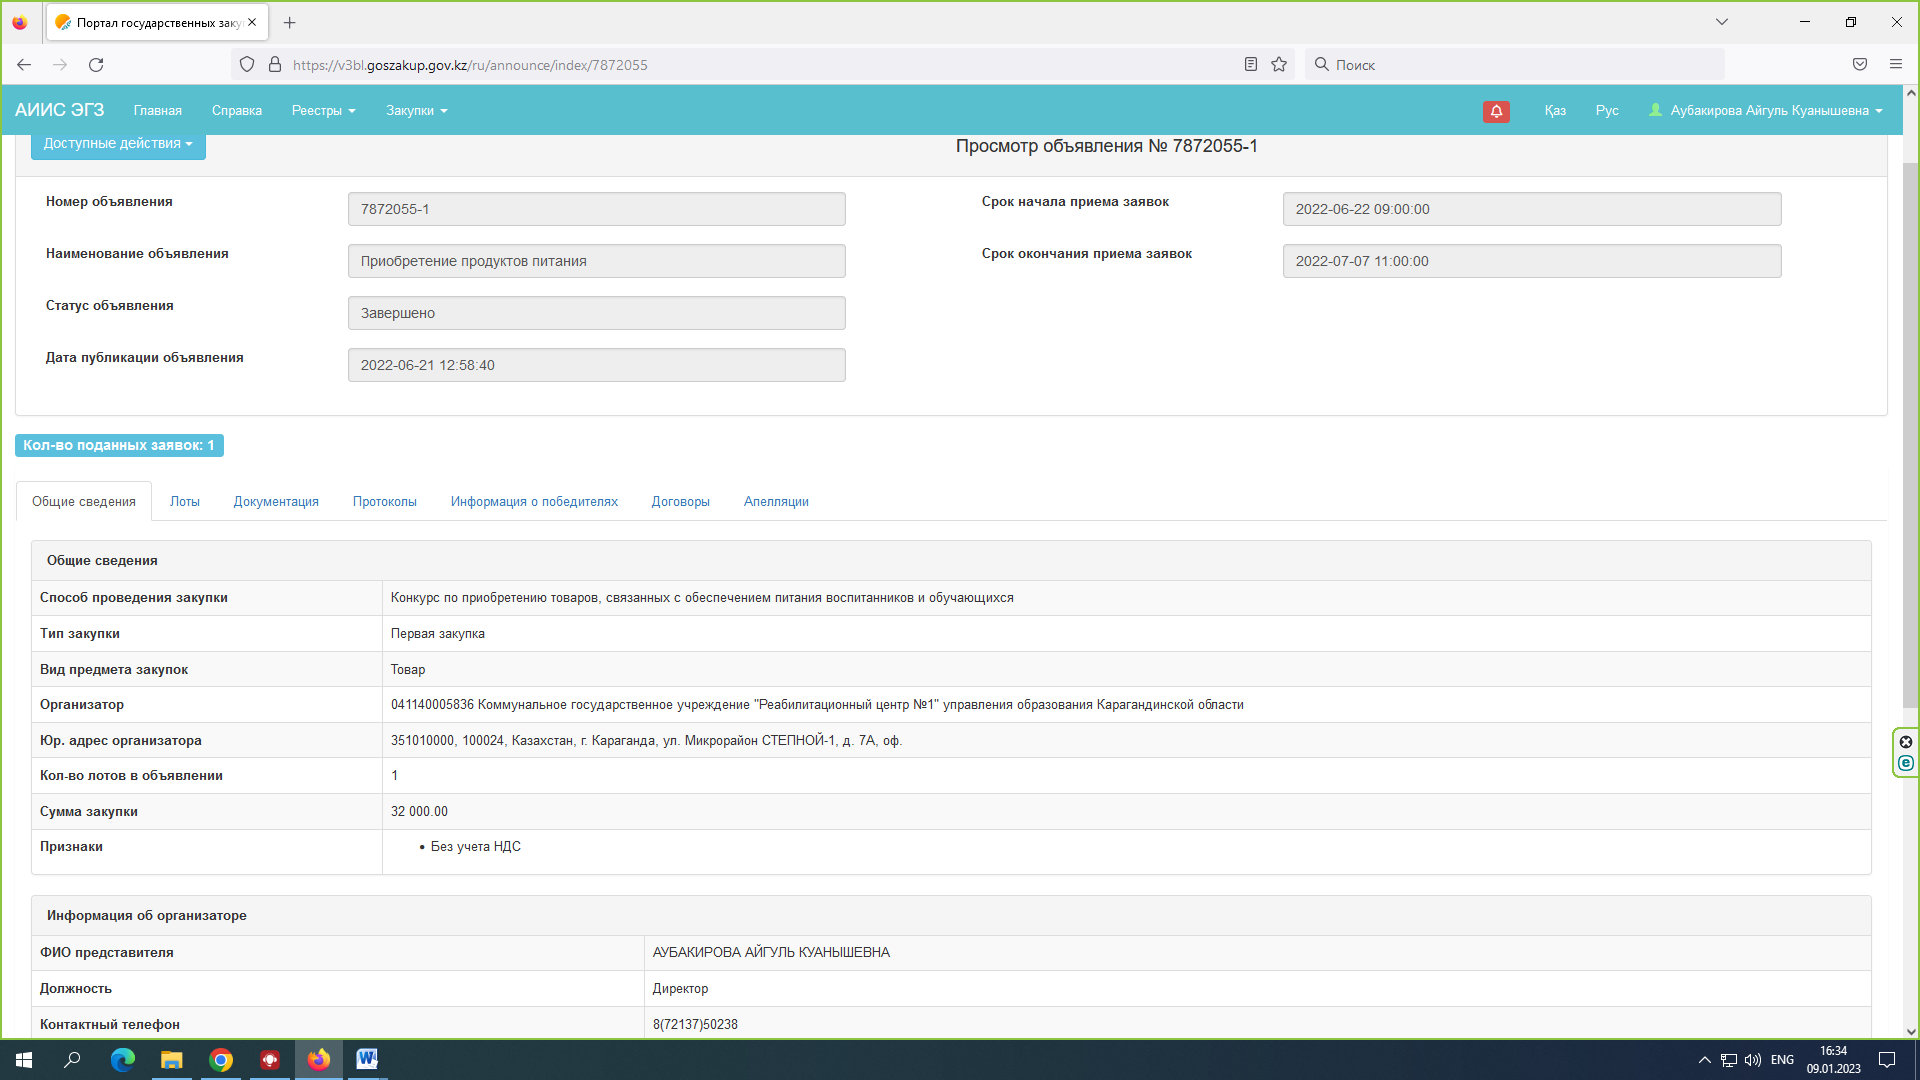 Портал государственных заку
https://v3bl.goszakup.gov.kz/ru/announce/index/7872055
Поиск
АИИС ЭГЗ Главная Справка Реестры Закупки Қаз Рус Аубакирова Айгуль Куанышевна
Доступные действия
Просмотр объявления № 7872055-1
Номер объявления 7872055-1 Срок начала приема заявок 2022-06-22 09:00:00
Наименование объявления Приобретение продуктов питания Срок окончания приема заявок 2022-07-07 11:00:00
Статус объявления Завершено
Дата публикации объявления 2022-06-21 12:58:40
Кол-во поданных заявок: 1
Общие сведения Лоты Документация Протоколы Информация о победителях Договоры Апелляции
Общие сведения
Способ проведения закупки Конкурс по приобретению товаров, связанных с обеспечением питания воспитанников и обучающихся
Тип закупки Первая закупка
Вид предмета закупок Товар
Организатор 041140005836 Коммунальное государственное учреждение "Реабилитационный центр №1" управления образования Карагандинской области
Юр. адрес организатора 351010000, 100024, Казахстан, г. Караганда, ул. Микрорайон СТЕПНОЙ-1, д. 7А, оф.
Кол-во лотов в объявлении 1
Сумма закупки 32 000.00
Признаки • Без учета НДС
Информация об организаторе
ФИО представителя АУБАКИРОВА АЙГУЛЬ КУАНЫШЕВНА
Должность Директор
Контактный телефон 8(72137)50238
ENG 16:34
09.01.2023